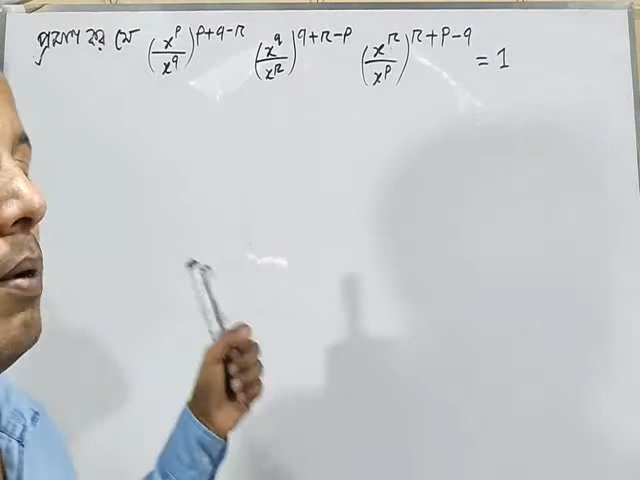 প্রমাণ কর যে (x^p/x^q)^(p+q-r) (x^q/x^r)^(q+r-p) (x^r/x^p)^(r+p-q) = 1